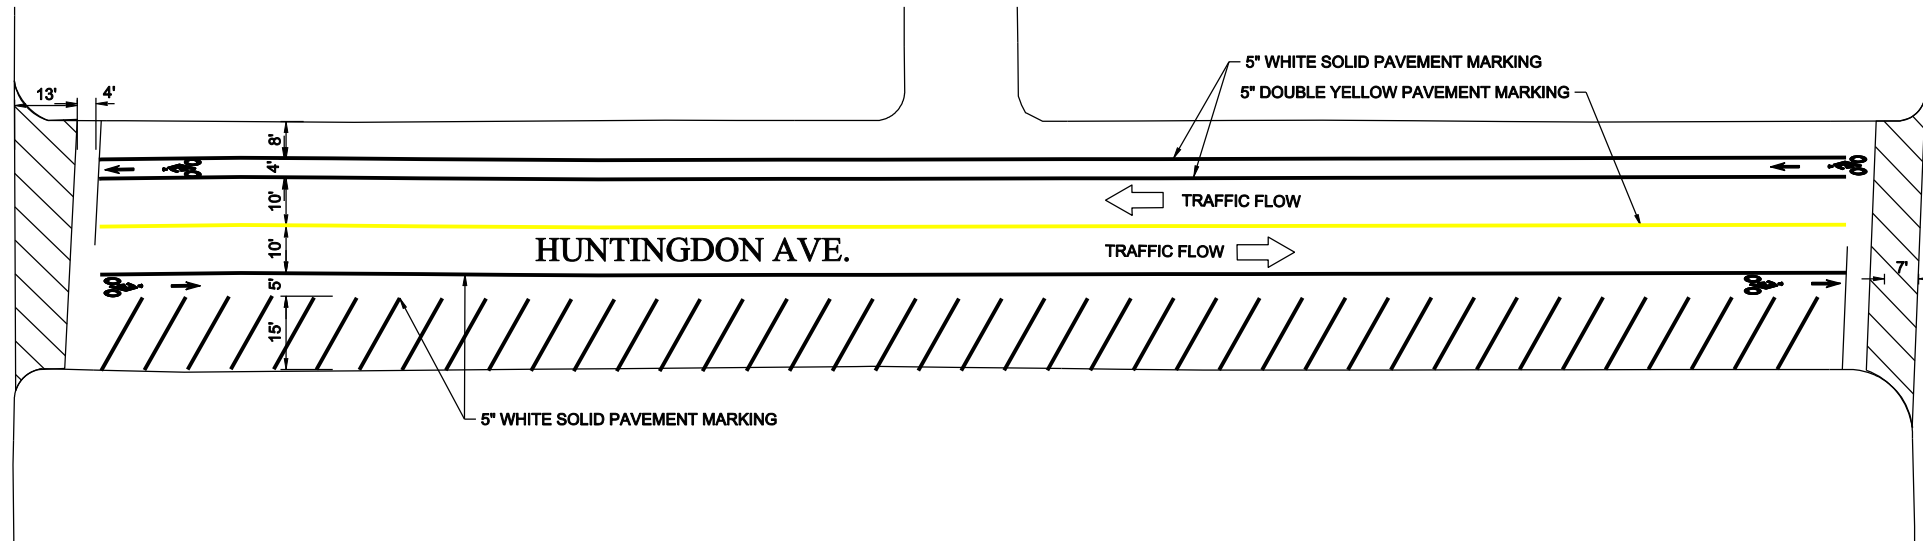 5" WHITE SOLID PAVEMENT MARKING
5" DOUBLE YELLOW PAVEMENT MARKING
13'
4'
8'
4'
10'
TRAFFIC FLOW
10'
HUNTINGDON AVE.
TRAFFIC FLOW
7'
5'
15'
5" WHITE SOLID PAVEMENT MARKING